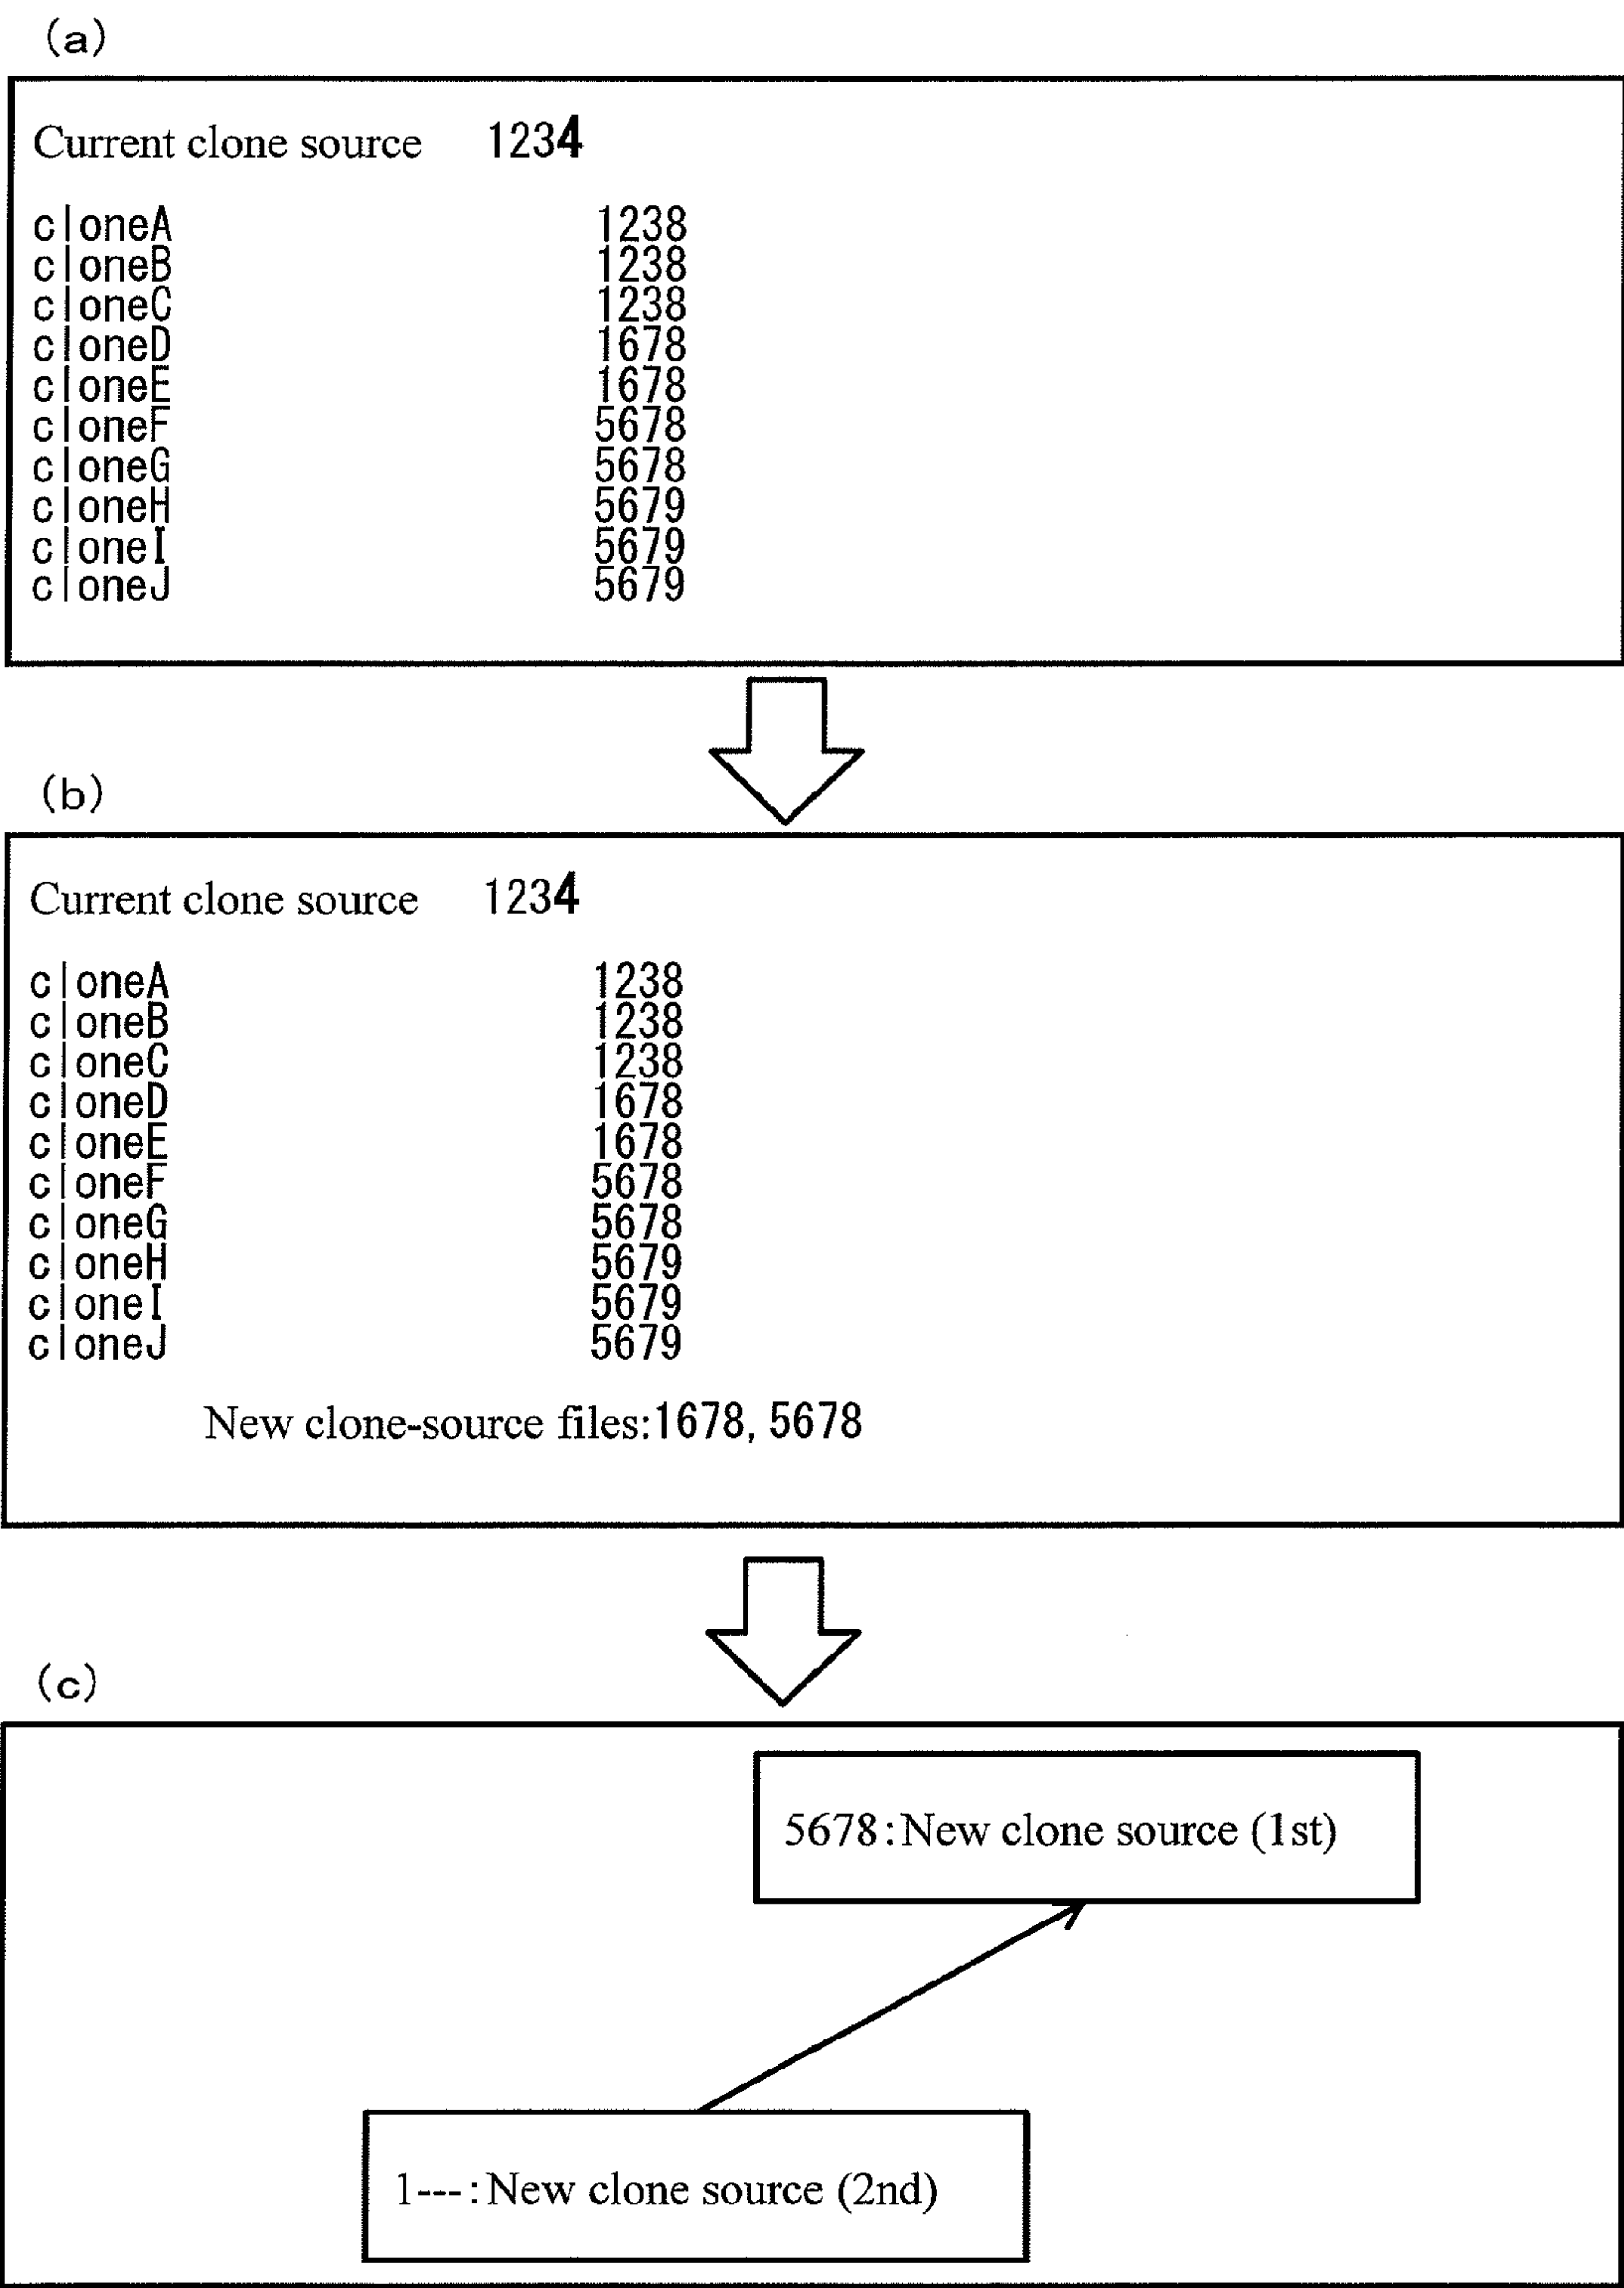 (a)
Current clone source 1234
cloneA 1238
cloneB 1238
cloneC 1238
cloneD 1678
cloneE 1678
cloneF 5678
cloneG 5678
cloneH 5679
cloneI 5679
cloneJ 5679
(b)
Current clone source 1234
cloneA 1238
cloneB 1238
cloneC 1238
cloneD 1678
cloneE 1678
cloneF 5678
cloneG 5678
cloneH 5679
cloneI 5679
cloneJ 5679
New clone-source files:1678, 5678
(c)
5678:New clone source (1st)
1---:New clone source (2nd)